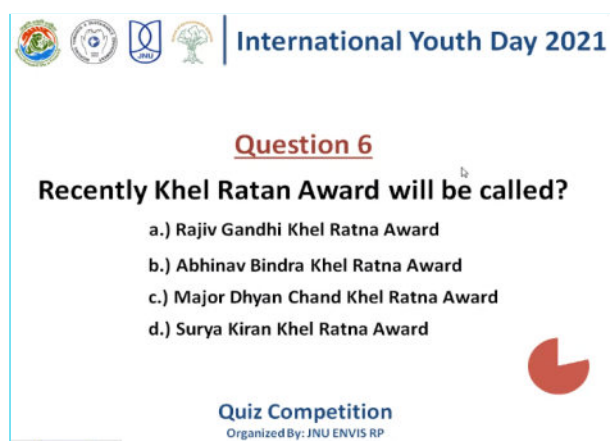 JNU
International Youth Day 2021
Question 6
Recently Khel Ratan Award will be called?
a.) Rajiv Gandhi Khel Ratna Award
b.) Abhinav Bindra Khel Ratna Award
c.) Major Dhyan Chand Khel Ratna Award
d.) Surya Kiran Khel Ratna Award
Quiz Competition
Organized By: JNU ENVIS RP